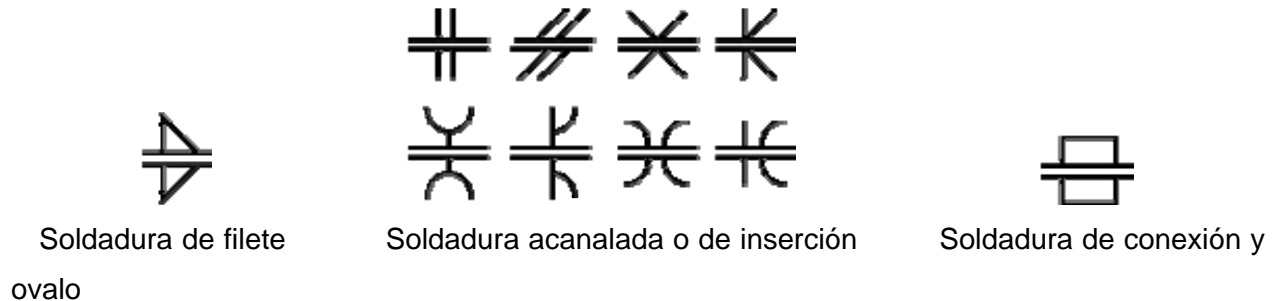 Soldadura de filete Soldadura acanalada o de inserción Soldadura de conexión y
ovalo